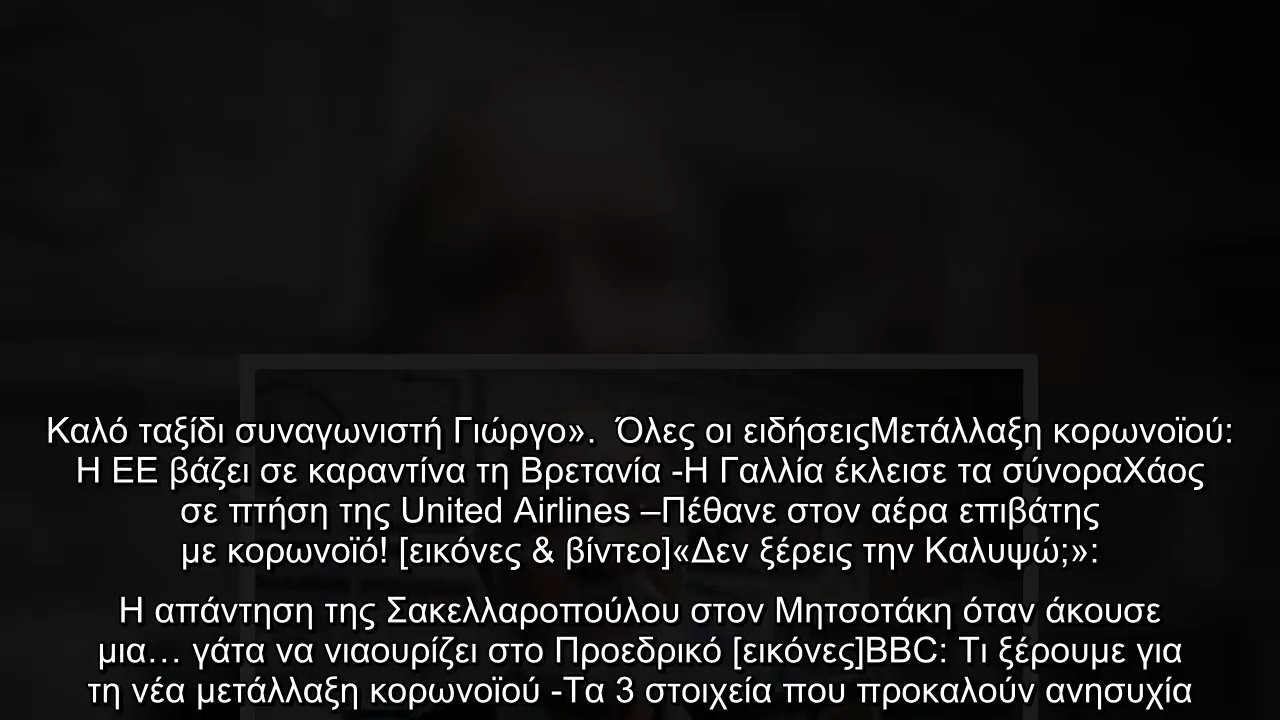 Καλό ταξίδι συναγωνιστή Γιώργο».  Όλες οι ειδήσειςΜετάλλαξη κορωνοϊού:
Η ΕΕ βάζει σε καραντίνα τη Βρετανία -Η Γαλλία έκλεισε τα σύνοραΧάος
σε πτήση της United Airlines –Πέθανε στον αέρα επιβάτης
με κορωνοϊό! [εικόνες & βίντεο]«Δεν ξέρεις την Καλυψώ;»:
Η απάντηση της Σακελλαροπούλου στον Μητσοτάκη όταν άκουσε
μια… γάτα να νιαουρίζει στο Προεδρικό [εικόνες]BBC: Τι ξέρουμε για
τη νέα μετάλλαξη κορωνοϊού -Τα 3 στοιχεία που προκαλούν ανησυχία